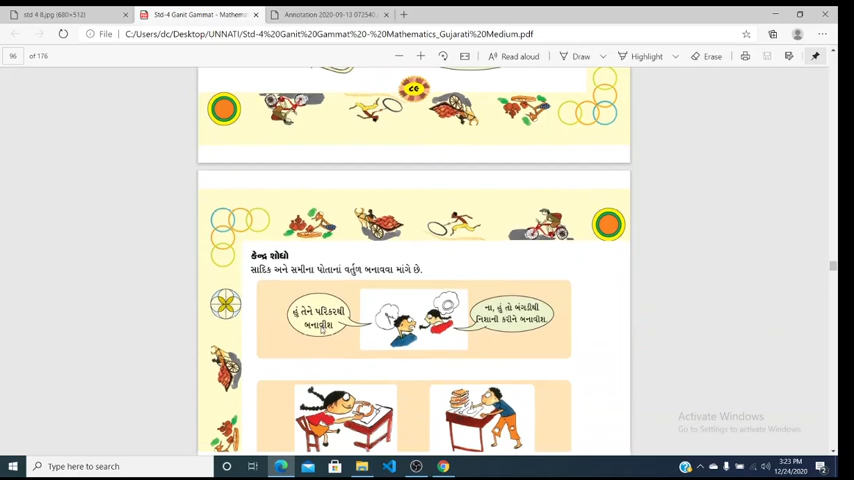 std 4 8.jpg (680×512)
Std-4 Ganit Gammat - Mathema
Annotation 2020-09-13 072540.
File
C:/Users/dc/Desktop/UNNATI/Std-4%20Ganit%20Gammat%20-%20Mathematics_Gujarati%20Medium.pdf
96 of 176
Read aloud
Draw
Highlight
Erase
૮૯
કેન્દ્ર શોધો
સાદિક અને સમીના પોતાનાં વર્તુળ બનાવવા માંગે છે.
હું તેને પરિકરથી
બનાવીશ
ના, હું તો બંગડીથી
નિશાની કરીને બનાવીશ.
Activate Windows
Go to Settings to activate Windows.
Type here to search
3:23 PM
12/24/2020
2